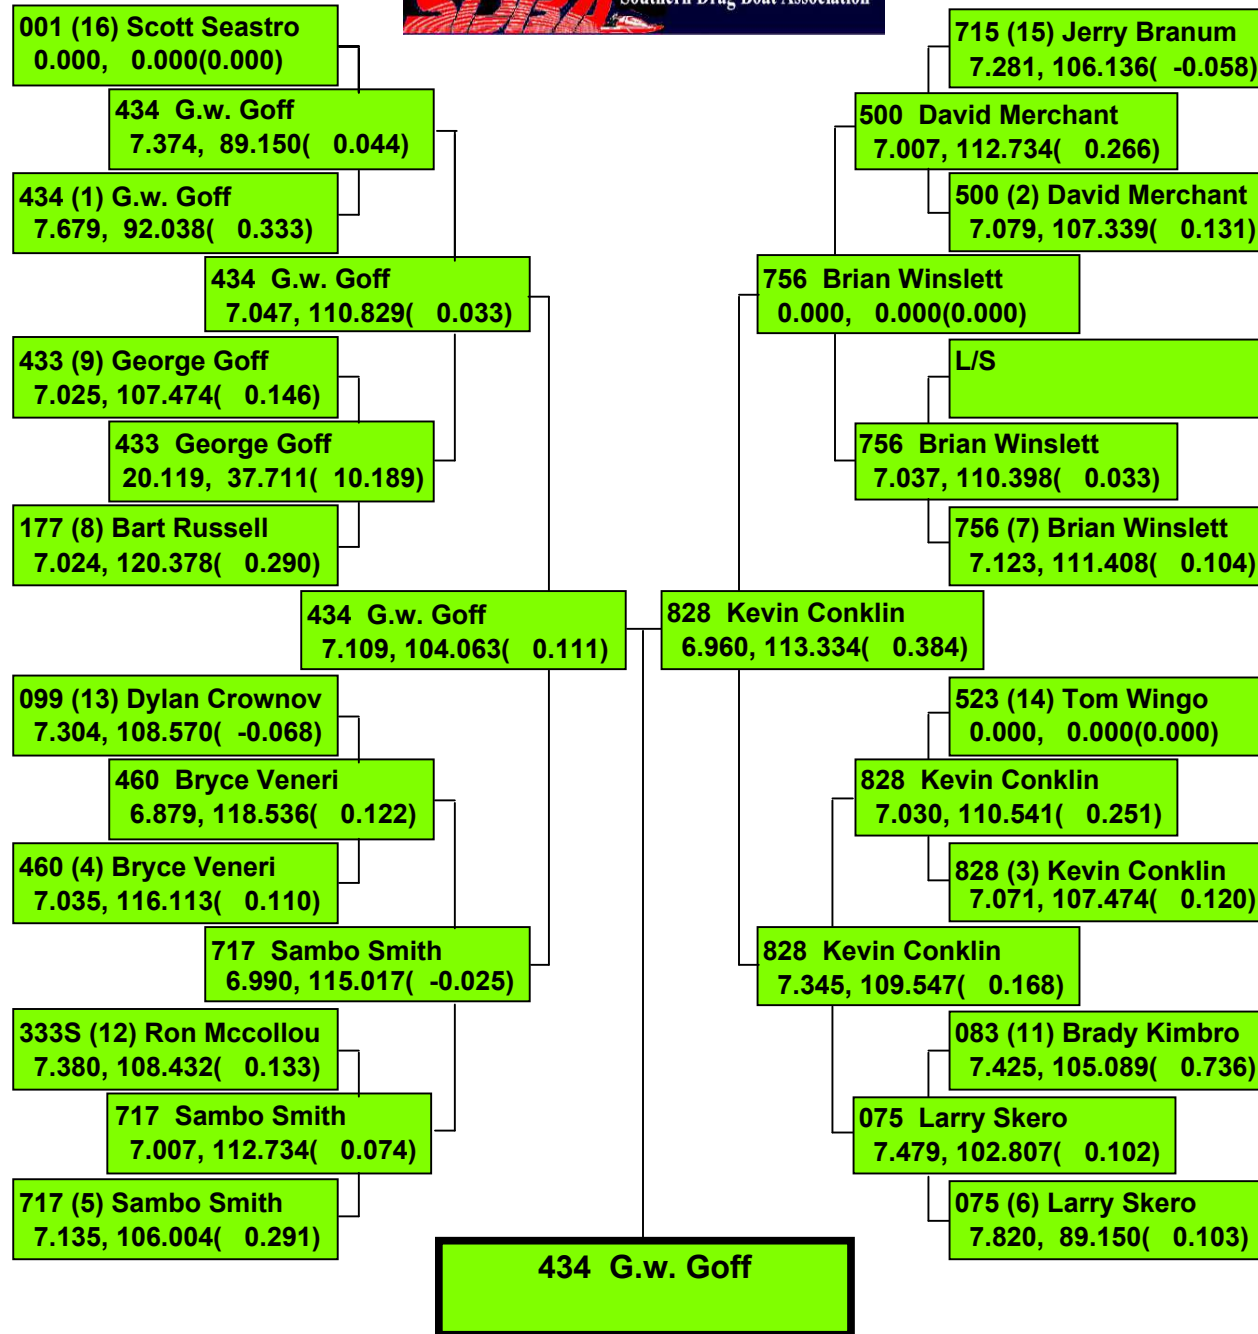 Southern Drag Boat Association
SDBA
001 (16) Scott Seastro
0.000, 0.000(0.000)
434 G.w. Goff
7.374, 89.150( 0.044)
434 (1) G.w. Goff
7.679, 92.038( 0.333)
434 G.w. Goff
7.047, 110.829( 0.033)
433 (9) George Goff
7.025, 107.474( 0.146)
433 George Goff
20.119, 37.711( 10.189)
177 (8) Bart Russell
7.024, 120.378( 0.290)
434 G.w. Goff
7.109, 104.063( 0.111)
099 (13) Dylan Crownov
7.304, 108.570( -0.068)
460 Bryce Veneri
6.879, 118.536( 0.122)
460 (4) Bryce Veneri
7.035, 116.113( 0.110)
717 Sambo Smith
6.990, 115.017( -0.025)
333S (12) Ron Mccollou
7.380, 108.432( 0.133)
717 Sambo Smith
7.007, 112.734( 0.074)
717 (5) Sambo Smith
7.135, 106.004( 0.291)
715 (15) Jerry Branum
7.281, 106.136( -0.058)
500 David Merchant
7.007, 112.734( 0.266)
500 (2) David Merchant
7.079, 107.339( 0.131)
756 Brian Winslett
0.000, 0.000(0.000)
L/S
756 Brian Winslett
7.037, 110.398( 0.033)
756 (7) Brian Winslett
7.123, 111.408( 0.104)
828 Kevin Conklin
6.960, 113.334( 0.384)
523 (14) Tom Wingo
0.000, 0.000(0.000)
828 Kevin Conklin
7.030, 110.541( 0.251)
828 (3) Kevin Conklin
7.071, 107.474( 0.120)
828 Kevin Conklin
7.345, 109.547( 0.168)
083 (11) Brady Kimbro
7.425, 105.089( 0.736)
075 Larry Skero
7.479, 102.807( 0.102)
075 (6) Larry Skero
7.820, 89.150( 0.103)
434 G.w. Goff